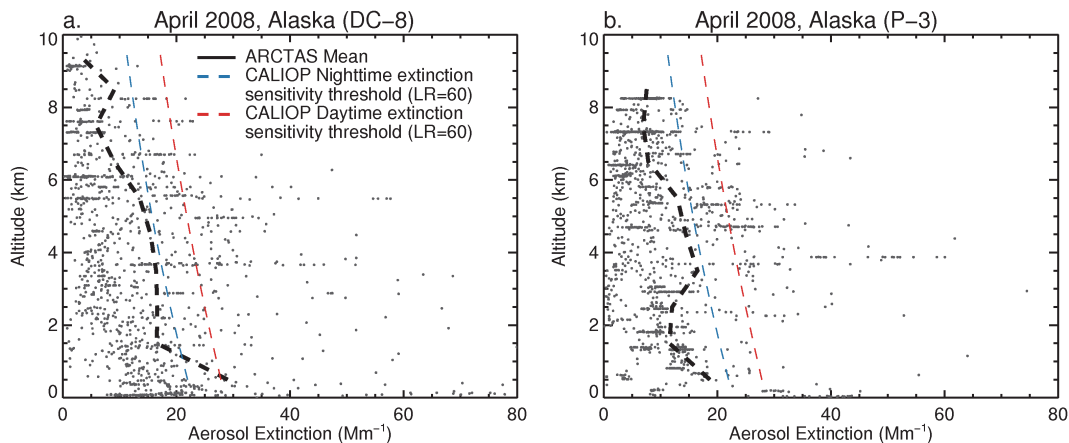 a. April 2008, Alaska (DC−8)
10
8
6
4
2
0
Altitude (km)
ARCTAS Mean
CALIOP Nighttime extinction
sensitivity threshold (LR=60)
CALIOP Daytime extinction
sensitivity threshold (LR=60)
0 20 40 60 80
Aerosol Extinction (Mm⁻¹)
b. April 2008, Alaska (P−3)
10
8
6
4
2
0
Altitude (km)
0 20 40 60 80
Aerosol Extinction (Mm⁻¹)